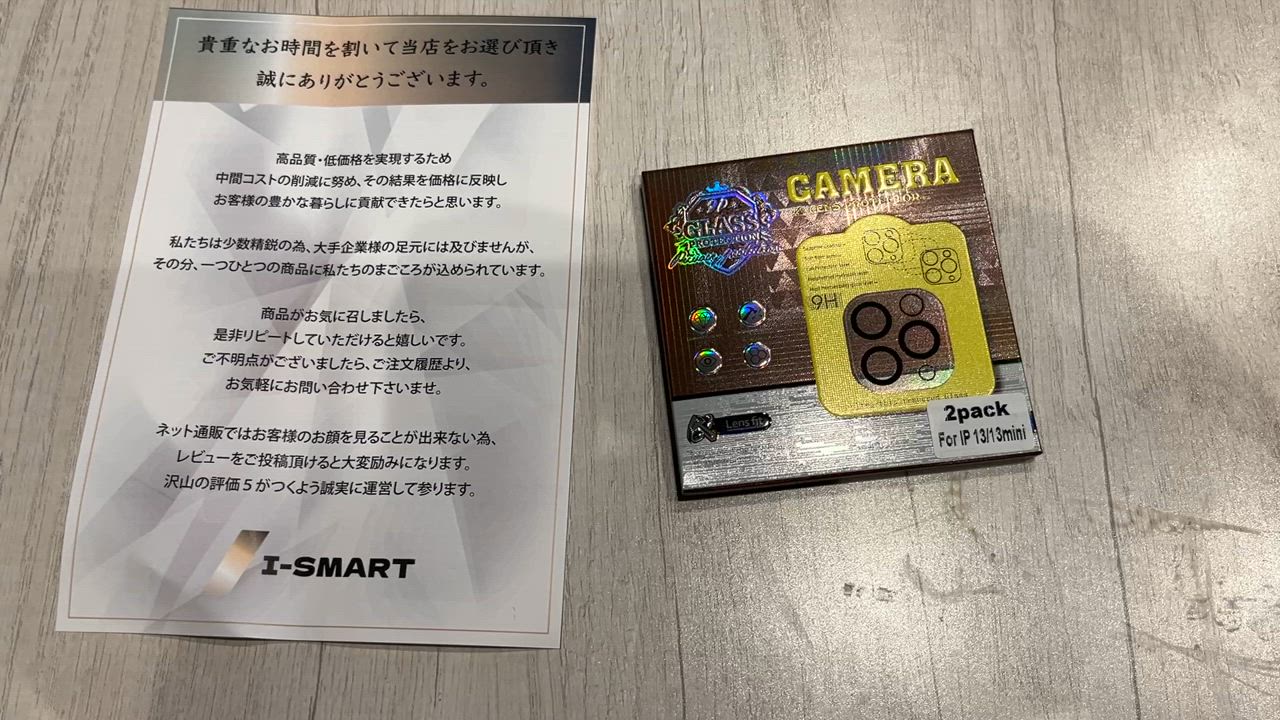 貴重なお時間を割いて当店をお選び頂き
誠にありがとうございます。
高品質・低価格を実現するため
中間コストの削減に努め、その結果を価格に反映し
お客様の豊かな暮らしに貢献できたらと思います。
私たちは少数精鋭の為、大手企業様の足元には及びませんが、
その分、一つひとつの商品に私たちのまごころが込められています。
商品がお気に召しましたら、
是非リピートしていただけると嬉しいです。
ご不明点がございましたら、ご注文履歴より、
お気軽にお問い合わせ下さいませ。
ネット通販ではお客様のお顔を見ることが出来ない為、
レビューをご投稿頂けると大変励みになります。
沢山の評価5がつくよう誠実に運営して参ります。
I-SMART
CAMERA
LENS PROTECTOR
GLASS
PROTECTION
9H
Tempered Glass
Lens fit
2pack
For IP 13/13mini